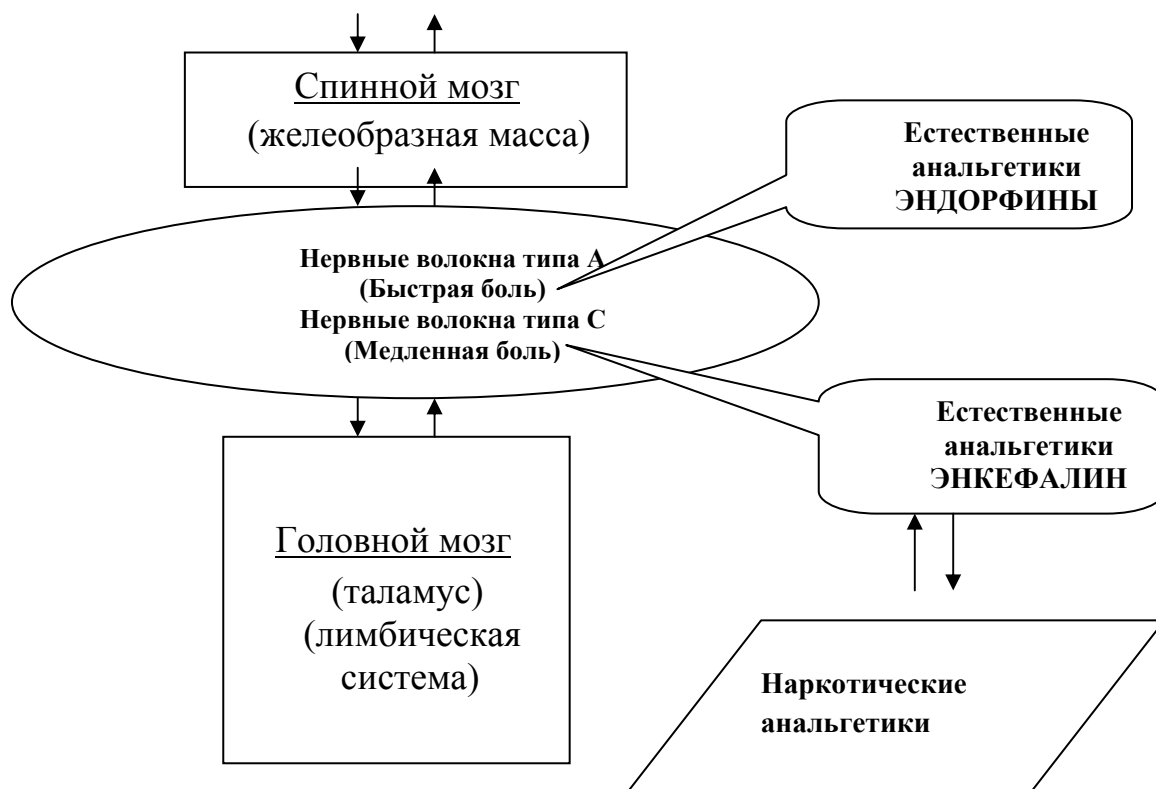 Спинной мозг
(желеобразная масса)
Естественные
анальгетики
ЭНДОРФИНЫ
Нервные волокна типа А
(Быстрая боль)
Нервные волокна типа С
(Медленная боль)
Естественные
анальгетики
ЭНКЕФАЛИН
Головной мозг
(таламус)
(лимбическая
система)
Наркотические
анальгетики